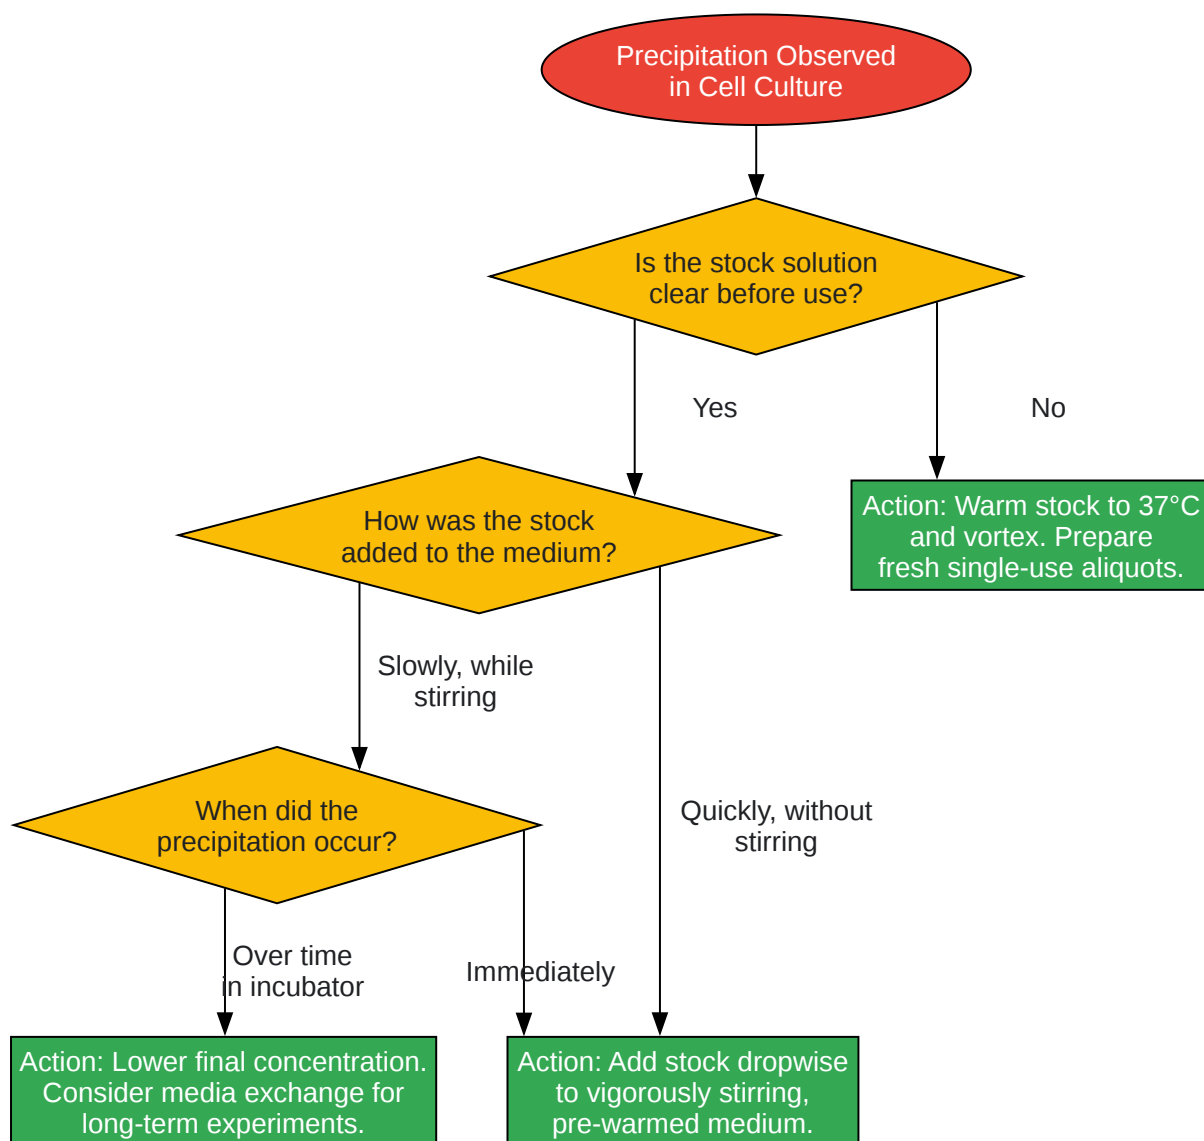 Precipitation Observed
in Cell Culture
Is the stock solution
clear before use?
Yes
No
How was the stock
added to the medium?
Action: Warm stock to 37°C
and vortex. Prepare
fresh single-use aliquots.
Slowly, while
stirring
When did the
precipitation occur?
Quickly, without
stirring
Over time
in incubator
Immediately
Action: Lower final concentration.
Consider media exchange for
long-term experiments.
Action: Add stock dropwise
to vigorously stirring,
pre-warmed medium.